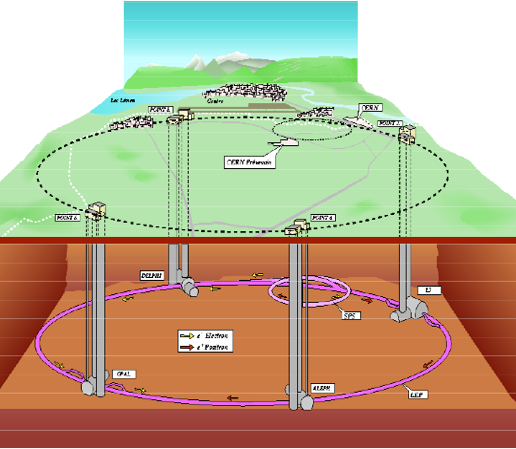 Lac Léman
Genève
POINT 8.
CERN
POINT 2.
CERN Prévessin
POINT 6.
POINT 4.
DELPHI
L3
SPS
e- Electron
e+ Positron
OPAL
ALEPH
LEP